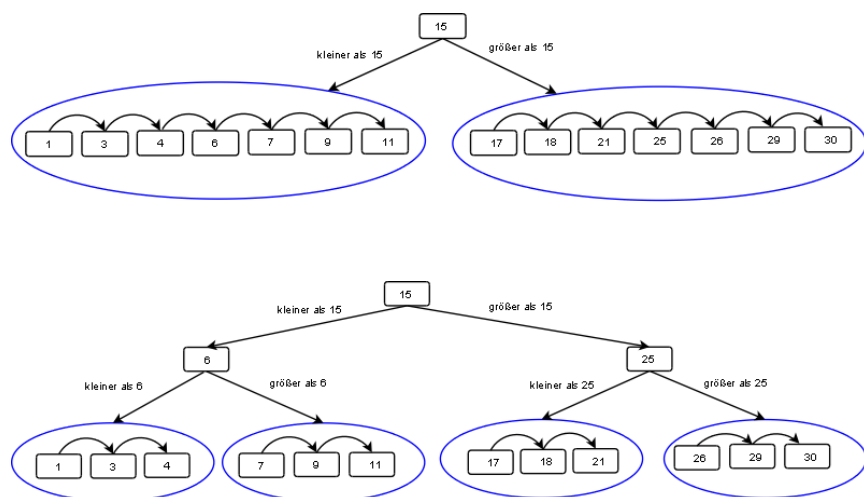 15
kleiner als 15 größer als 15
1 3 4 6 7 9 11 17 18 21 25 26 29 30
15
kleiner als 15 größer als 15
6 25
kleiner als 6 größer als 6 kleiner als 25 größer als 25
1 3 4 7 9 11 17 18 21 26 29 30